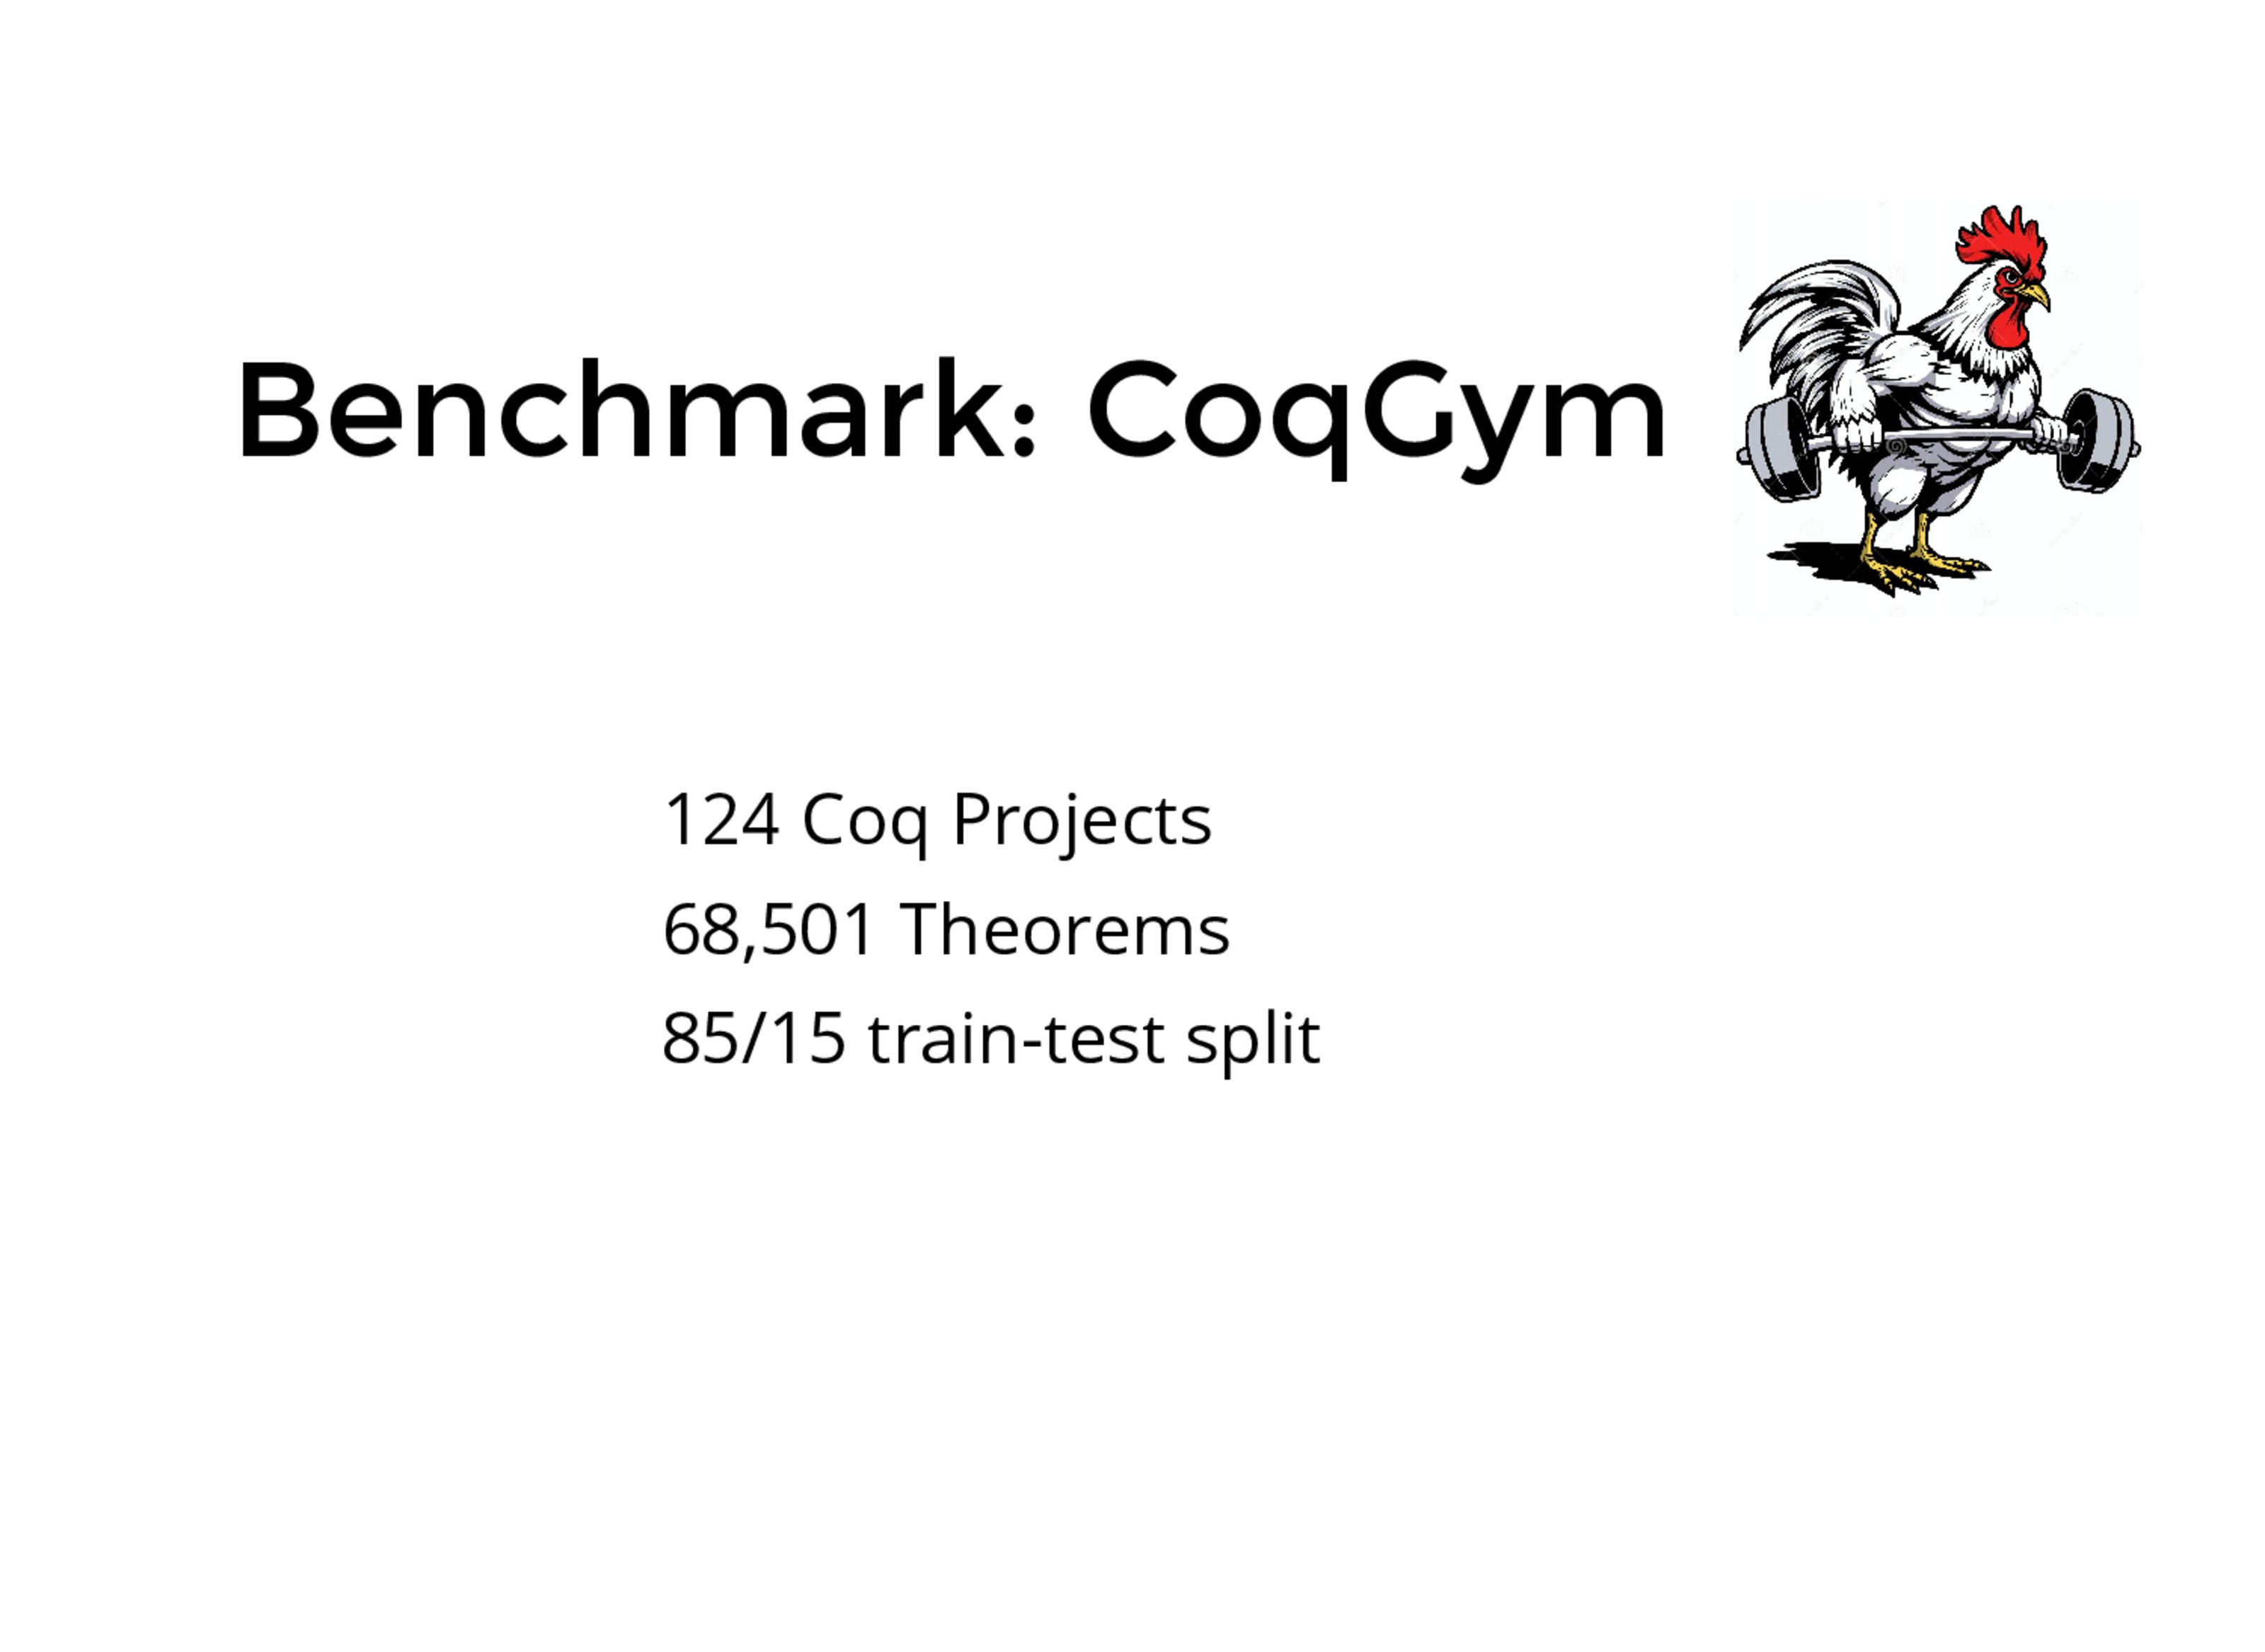 Benchmark: CoqGym
124 Coq Projects
68,501 Theorems
85/15 train-test split